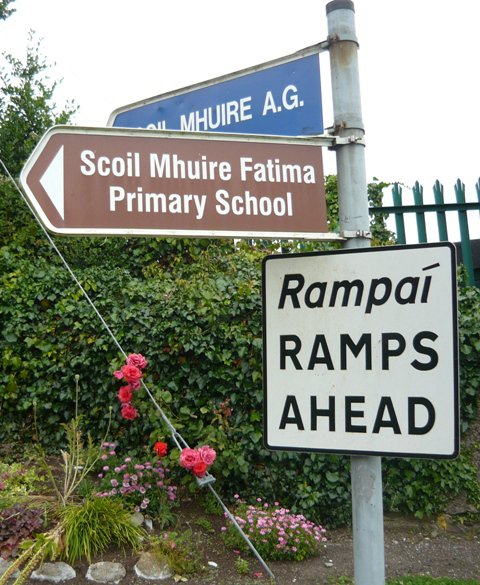 MHUIRE A.G.
Scoil Mhuire Fatima
Primary School
Rampaí
RAMPS
AHEAD